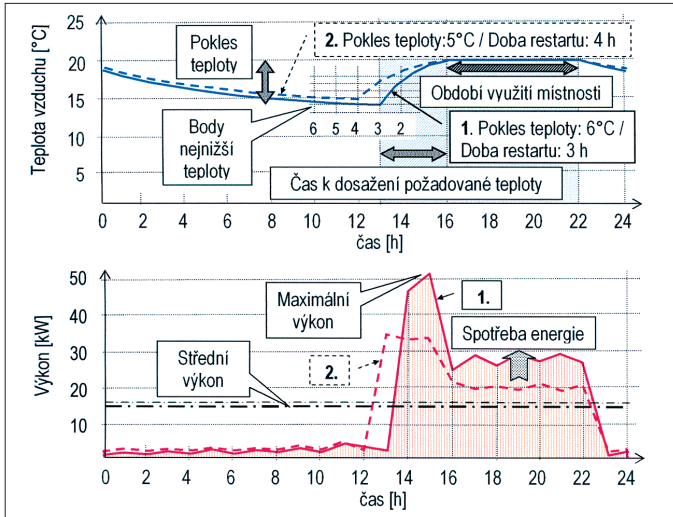 Teplota vzduchu [°C]
25
20
15
10
5
Pokles
teploty
2. Pokles teploty:5°C / Doba restartu: 4 h
Období využití místnosti
Body
nejnižší
teploty
6 5 4 3 2
1. Pokles teploty: 6°C /
Doba restartu:
3 h
Čas k dosažení požadované teploty
0 2 4 6 8 10 12 14 16 18 20 22 24
čas [h]
Výkon [kW]
50
40
30
20
10
Maximální
výkon
1.
Spotřeba energie
Střední
výkon
2.
0 2 4 6 8 10 12 14 16 18 20 22 24
čas [h]